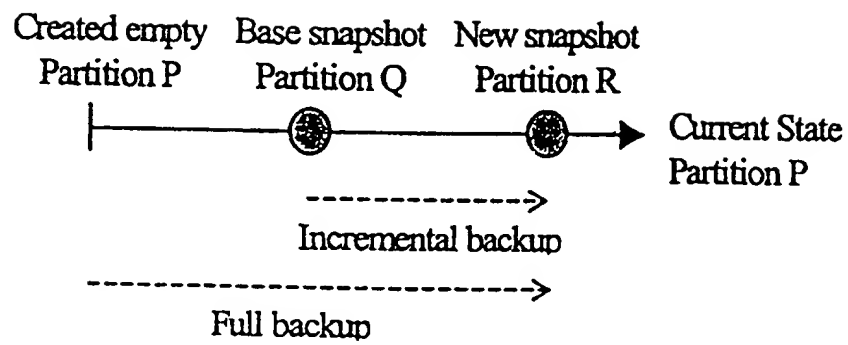 Created empty
Partition P
Base snapshot
Partition Q
New snapshot
Partition R
Current State
Partition P
Incremental backup
Full backup